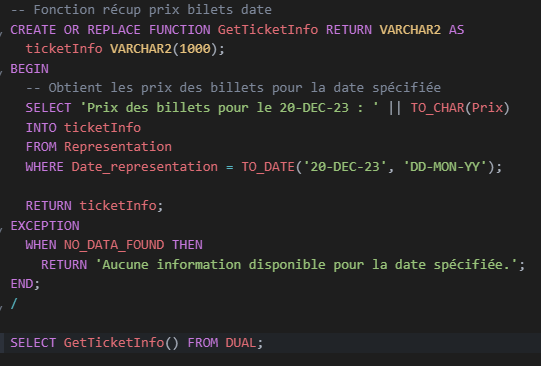 -- Fonction récup prix bilets date
CREATE OR REPLACE FUNCTION GetTicketInfo RETURN VARCHAR2 AS
  ticketInfo VARCHAR2(1000);
BEGIN
  -- Obtient les prix des billets pour la date spécifiée
  SELECT 'Prix des billets pour le 20-DEC-23 : ' || TO_CHAR(Prix)
  INTO ticketInfo
  FROM Representation
  WHERE Date_representation = TO_DATE('20-DEC-23', 'DD-MON-YY');

  RETURN ticketInfo;
EXCEPTION
  WHEN NO_DATA_FOUND THEN
    RETURN 'Aucune information disponible pour la date spécifiée.';
END;
/

SELECT GetTicketInfo() FROM DUAL;